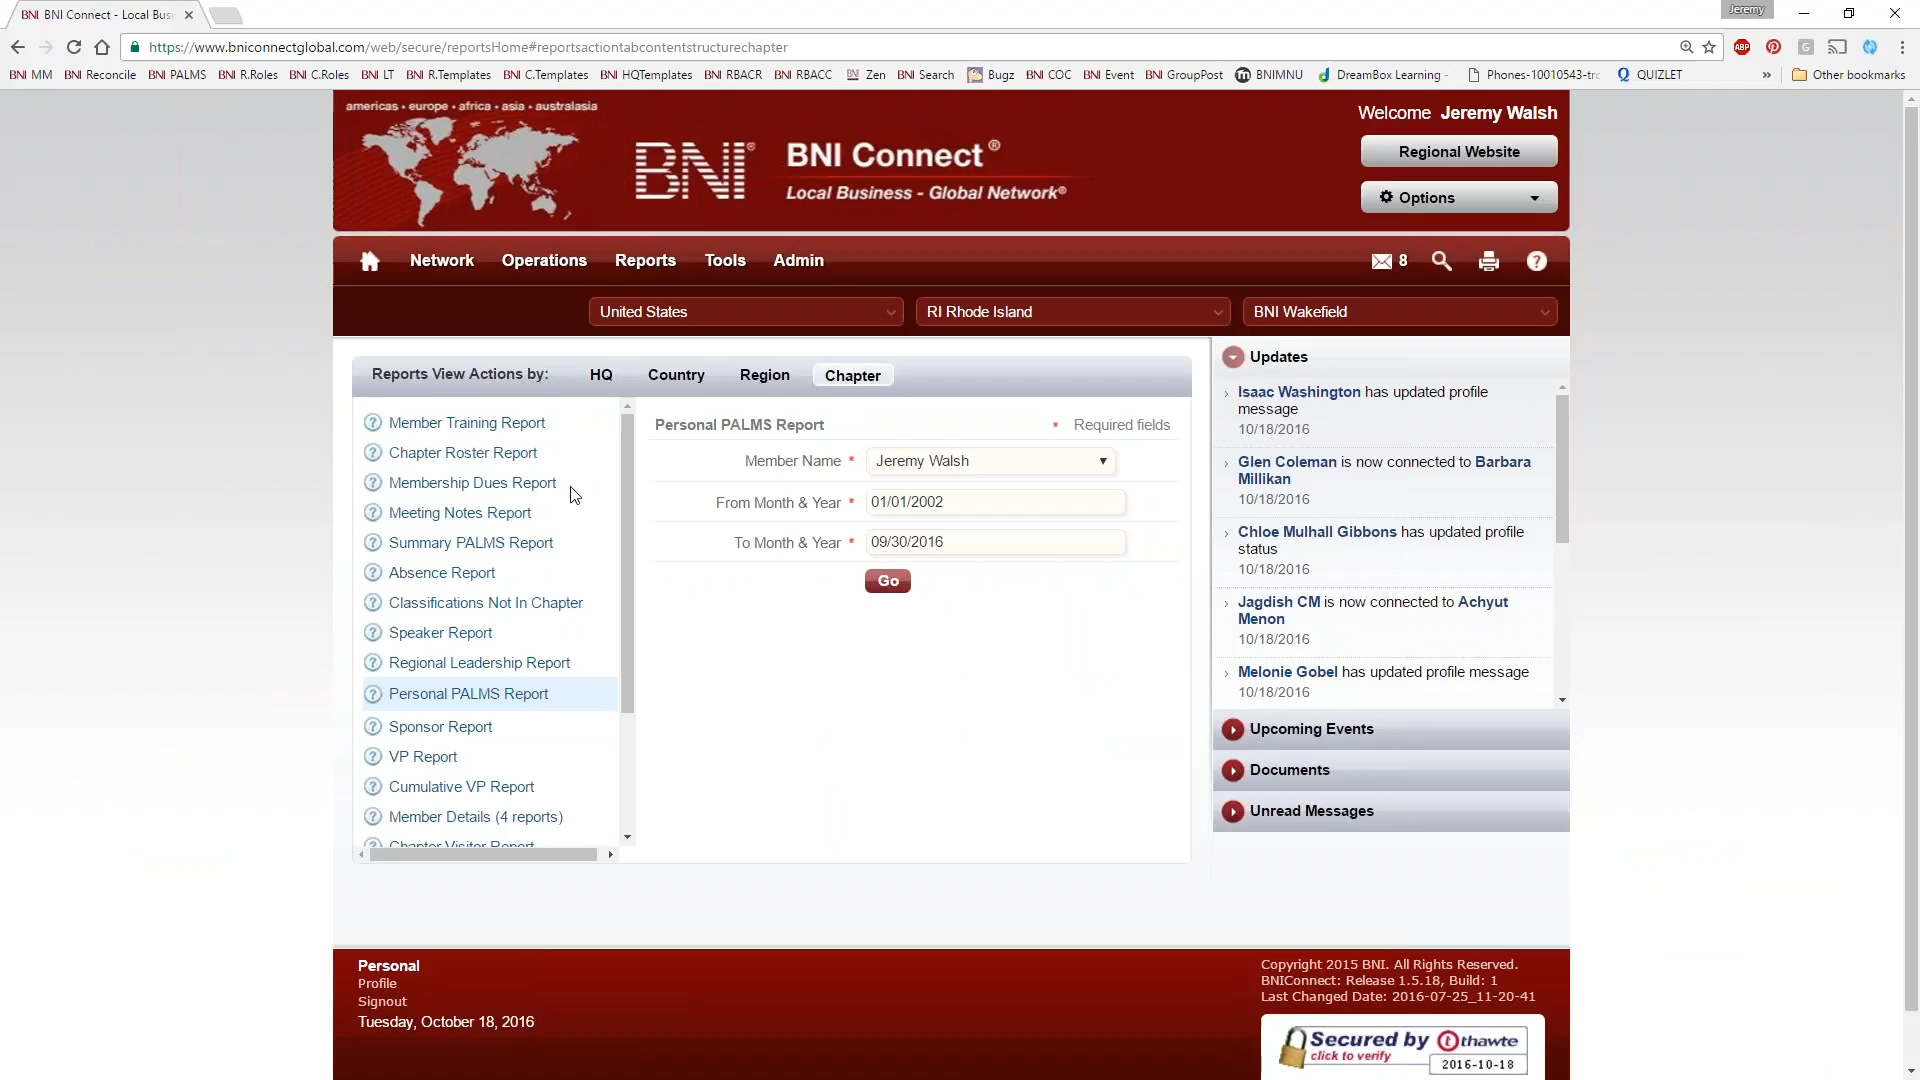 BNI BNI Connect - Local Busi
Jeremy
https://www.bniconnectglobal.com/web/secure/reportsHome#reportsactiontabcontentstructurechapter
ABP
BNI MM BNI Reconcile BNI PALMS BNI R.Roles BNI C.Roles BNI LT BNI R.Templates BNI C.Templates BNI HQTemplates BNI RBACR BNI RBACC BNI Zen BNI Search Bugz BNI COC BNI Event BNI GroupPost BNIMNU DreamBox Learning - Phones-10010543-trc QUIZLET » Other bookmarks
americas • europe • africa • asia • australasia
Welcome Jeremy Walsh
BNI® BNI Connect®
Local Business - Global Network®
Regional Website
Options
Network Operations Reports Tools Admin
8
United States RI Rhode Island BNI Wakefield
Reports View Actions by: HQ Country Region Chapter
Member Training Report
Chapter Roster Report
Membership Dues Report
Meeting Notes Report
Summary PALMS Report
Absence Report
Classifications Not In Chapter
Speaker Report
Regional Leadership Report
Personal PALMS Report
Sponsor Report
VP Report
Cumulative VP Report
Member Details (4 reports)
Chapter Visitor Report
Personal PALMS Report * Required fields
Member Name * Jeremy Walsh
From Month & Year * 01/01/2002
To Month & Year * 09/30/2016
Go
Updates
Isaac Washington has updated profile
message
10/18/2016
Glen Coleman is now connected to Barbara
Millikan
10/18/2016
Chloe Mulhall Gibbons has updated profile
status
10/18/2016
Jagdish CM is now connected to Achyut
Menon
10/18/2016
Melonie Gobel has updated profile message
10/18/2016
Upcoming Events
Documents
Unread Messages
Personal
Profile
Signout
Tuesday, October 18, 2016
Copyright 2015 BNI. All Rights Reserved.
BNIConnect: Release 1.5.18, Build: 1
Last Changed Date: 2016-07-25_11-20-41
Secured by thawte
click to verify
2016-10-18